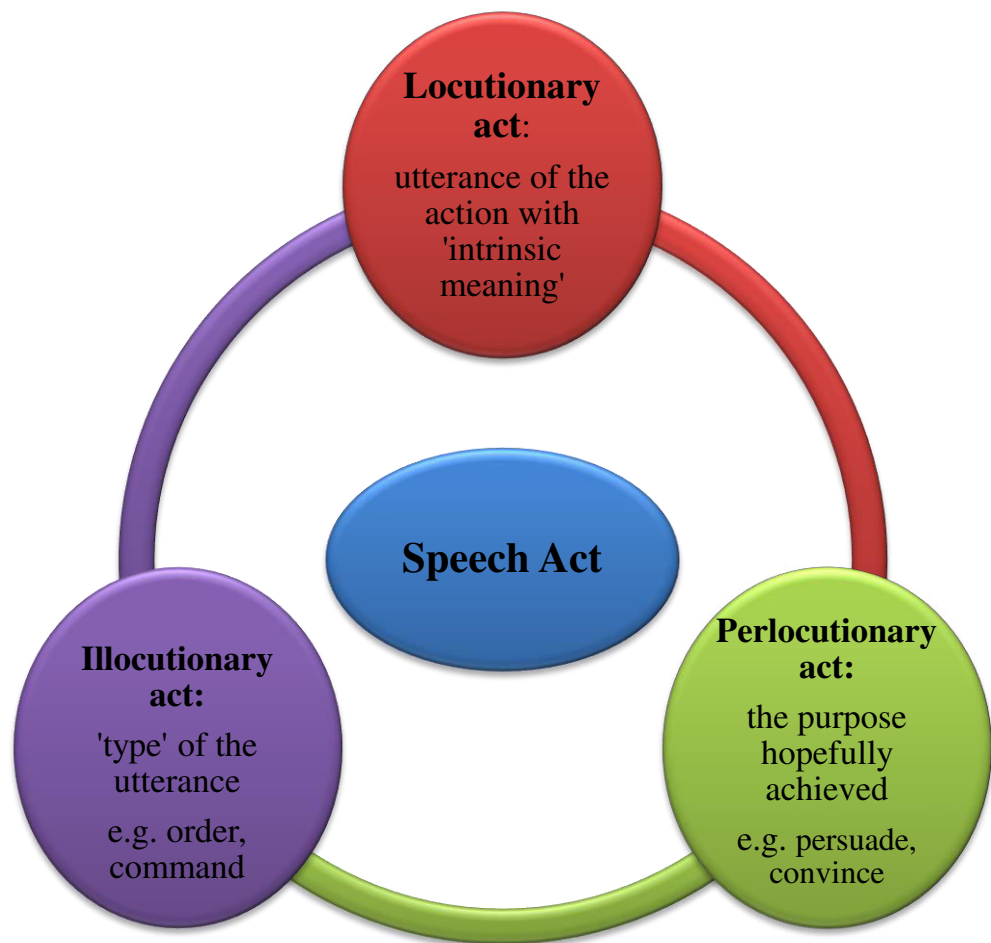 Locutionary
act:
utterance of the
action with
'intrinsic
meaning'
Speech Act
Illocutionary
act:
'type' of the
utterance
e.g. order,
command
Perlocutionary
act:
the purpose
hopefully
achieved
e.g. persuade,
convince